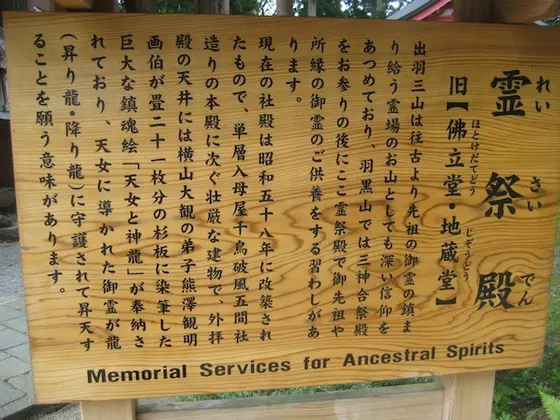 霊祭殿
れいさいでん
旧【佛立堂・地蔵堂】
ほとけだてどう じぞうどう
出羽三山は往古より先祖の御霊の鎮ま
り給う霊場のお山としても深い信仰を
あつめており、羽黒山では三神合祭殿
をお参りの後にここ霊祭殿で御先祖や
所縁の御霊のご供養をする習わしがあ
ります。
現在の社殿は昭和五十八年に改築され
たもので、単層入母屋千鳥破風五間社
造りの本殿に次ぐ壮厳な建物で、外拝
殿の天井には横山大観の弟子熊澤観明
画伯が畳二十一枚分の杉板に染筆した
巨大な鎮魂絵「天女と神龍」が奉納さ
れており、天女に導かれた御霊が龍
(昇り龍・降り龍)に守護されて昇天す
ることを願う意味があります。
Memorial Services for Ancestral Spirits